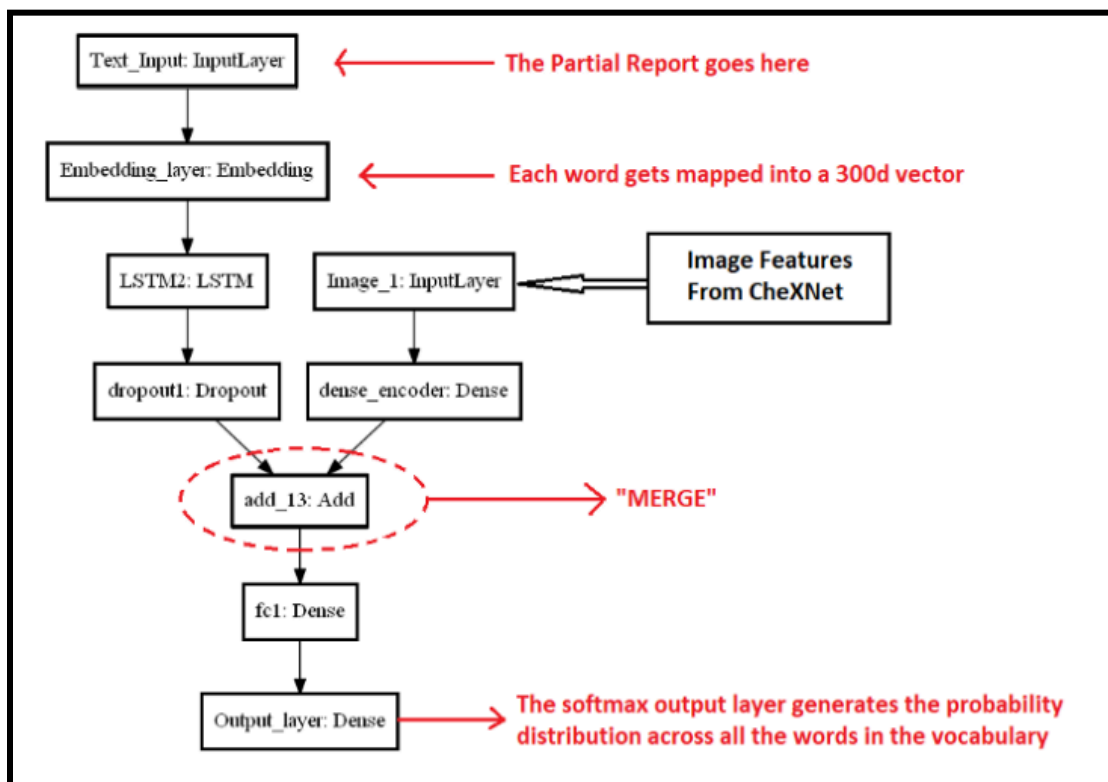 Text_Input: InputLayer
The Partial Report goes here
Embedding_layer: Embedding
Each word gets mapped into a 300d vector
LSTM2: LSTM
Image_1: InputLayer
Image Features
From CheXNet
dropout1: Dropout
dense_encoder: Dense
add_13: Add
"MERGE"
fc1: Dense
Output_layer: Dense
The softmax output layer generates the probability
distribution across all the words in the vocabulary